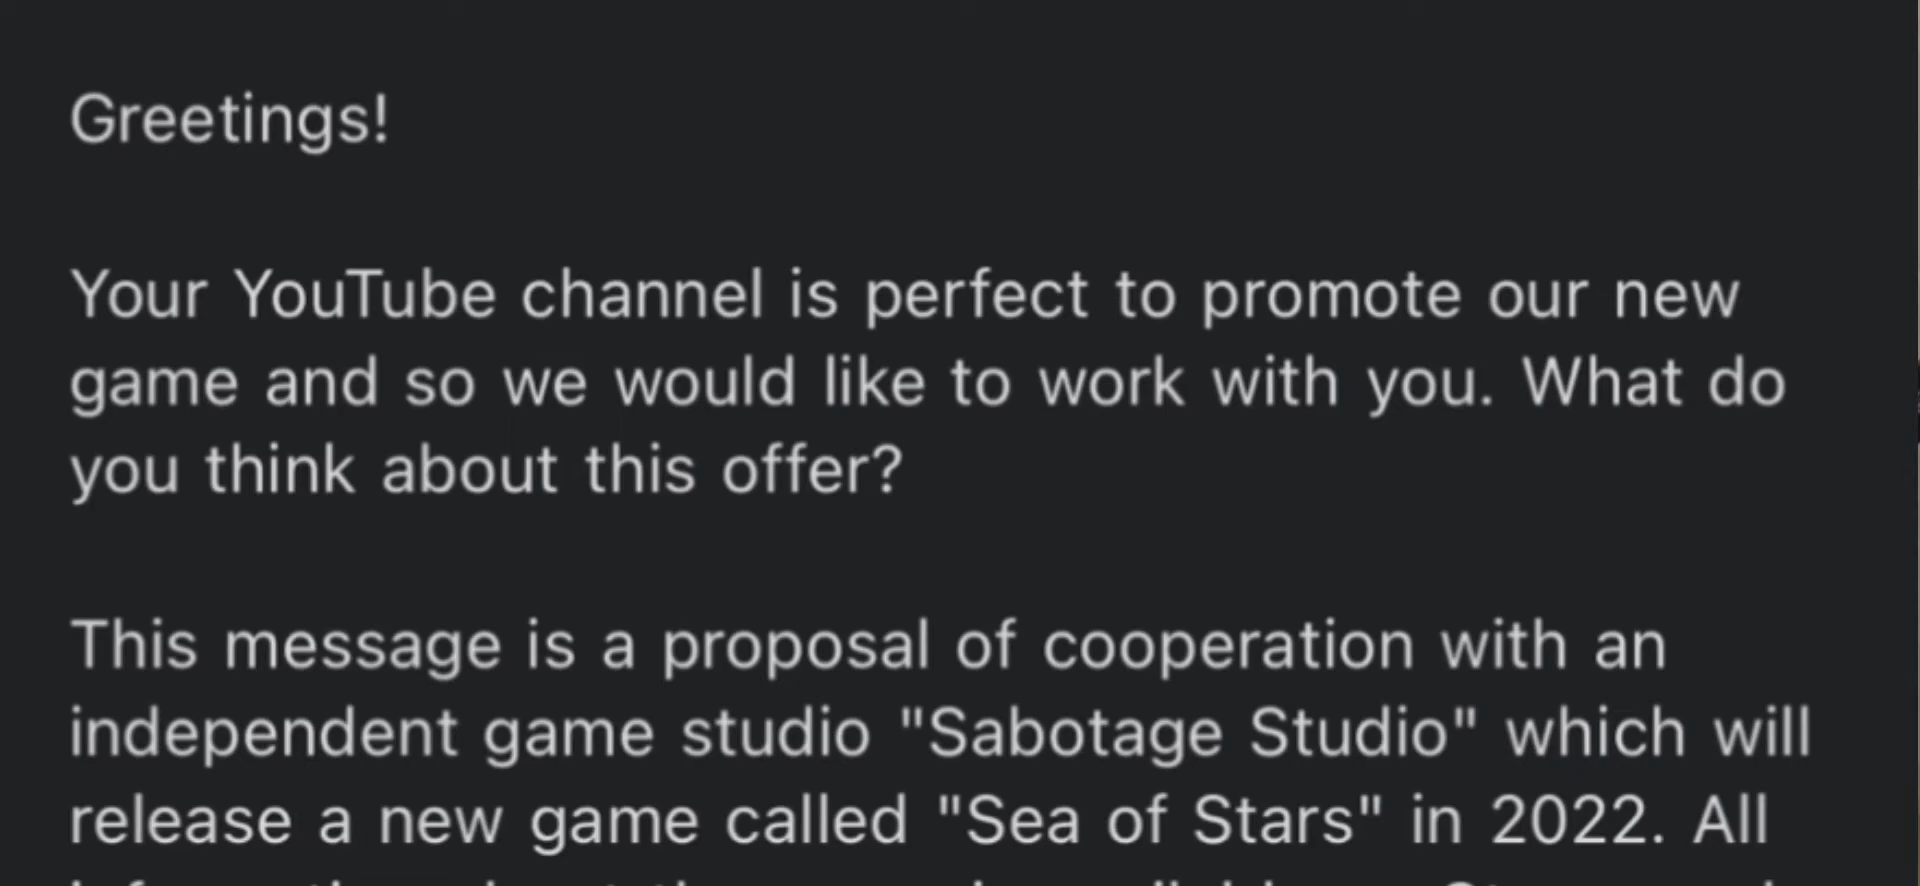 Greetings!
Your YouTube channel is perfect to promote our new
game and so we would like to work with you. What do
you think about this offer?
This message is a proposal of cooperation with an
independent game studio "Sabotage Studio" which will
release a new game called "Sea of Stars" in 2022. All